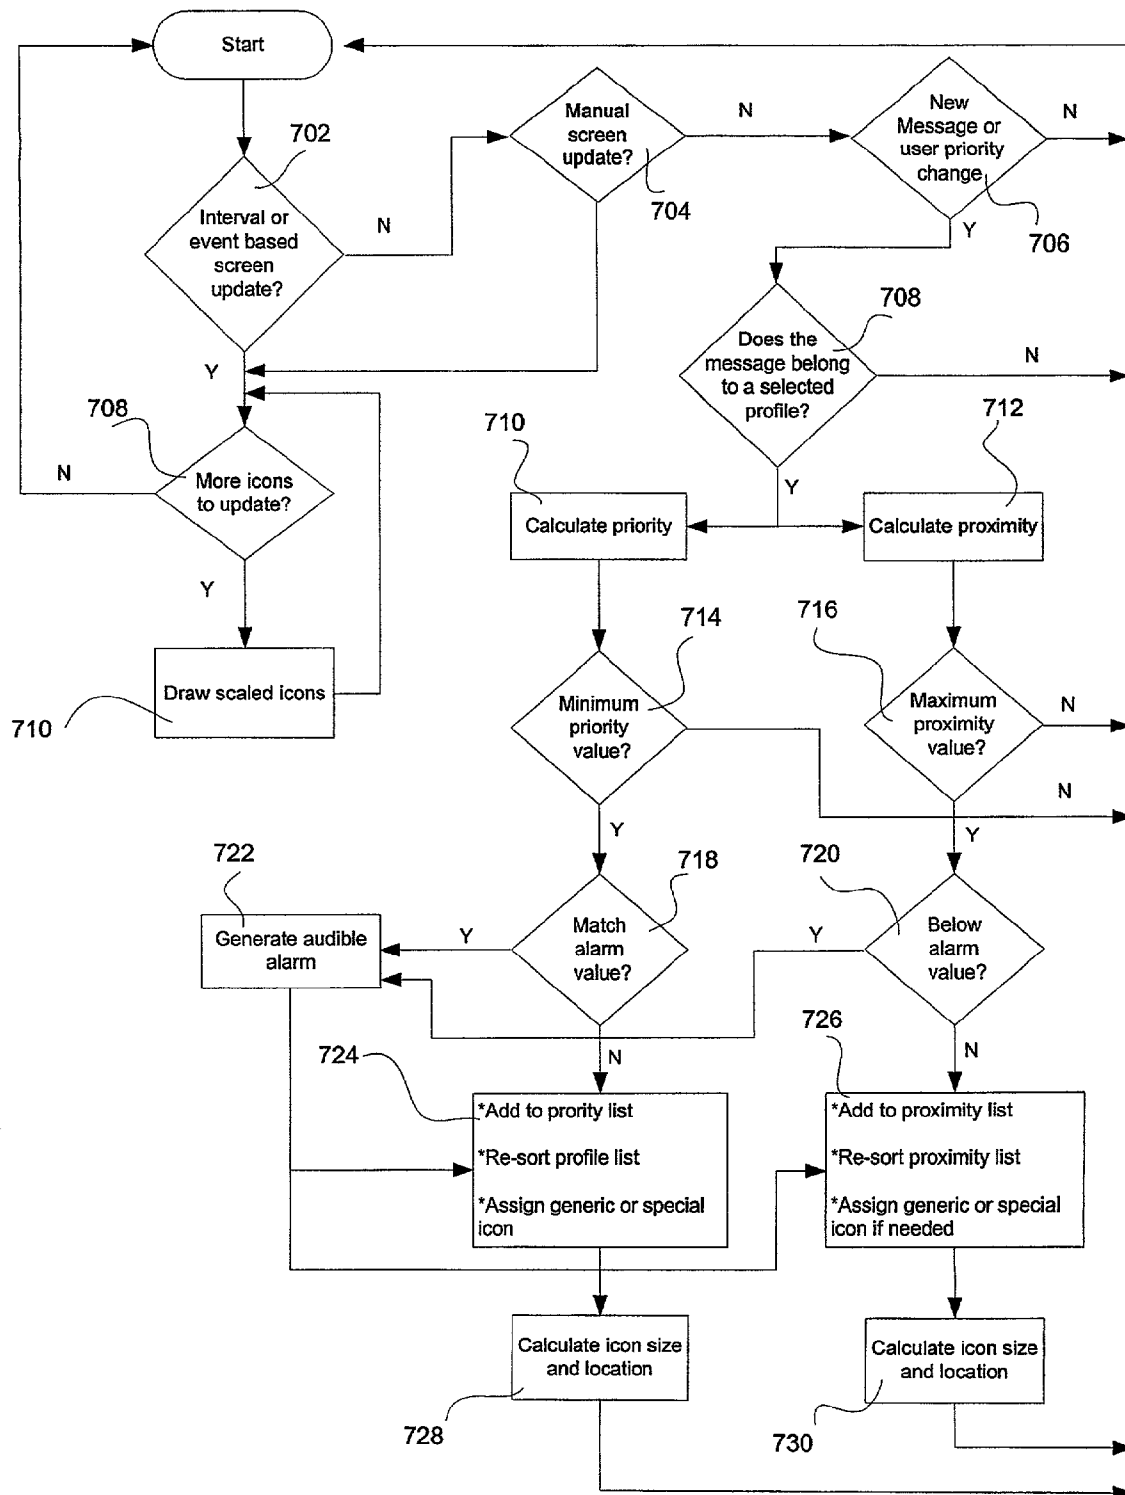 Start
702
Interval or
event based
screen
update?
N
Y
Manual
screen
update?
704
N
New
Message or
user priority
change
706
N
Y
708
Does the
message belong
to a selected
profile?
N
Y
708
More icons
to update?
N
Y
Draw scaled icons
710
710
Calculate priority
712
Calculate proximity
714
Minimum
priority
value?
N
Y
716
Maximum
proximity
value?
N
Y
718
Match
alarm
value?
Y
N
720
Below
alarm
value?
Y
N
722
Generate audible
alarm
724
*Add to prority list
*Re-sort profile list
*Assign generic or special
icon
726
*Add to proximity list
*Re-sort proximity list
*Assign generic or special
icon if needed
Calculate icon size
and location
728
Calculate icon size
and location
730